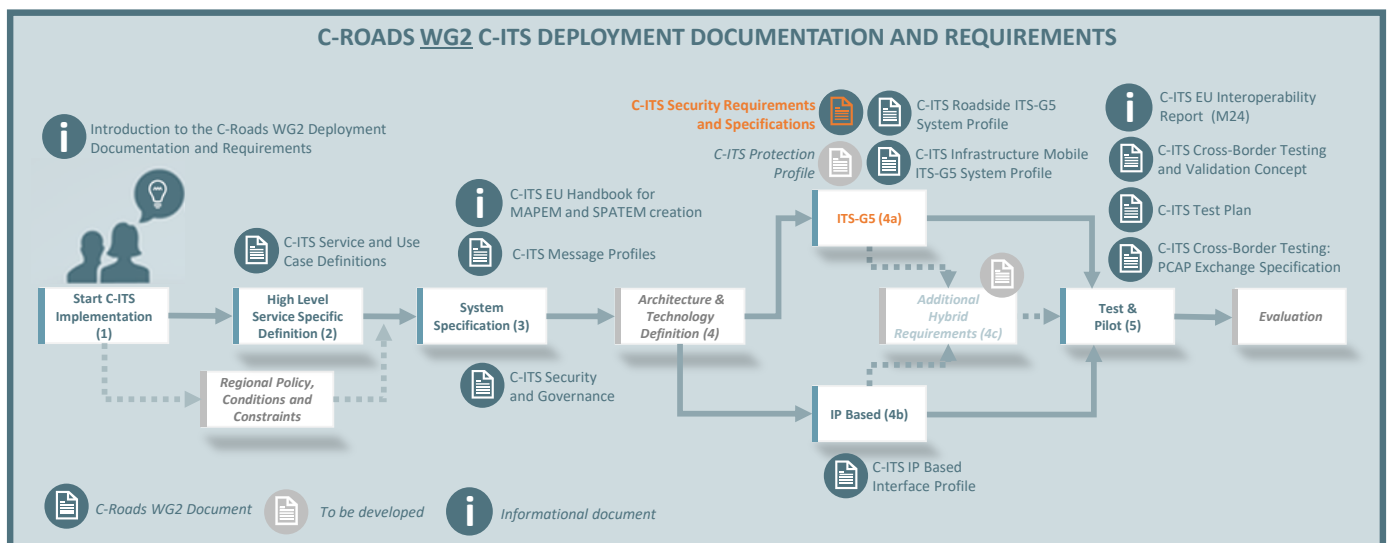 C-ROADS WG2 C-ITS DEPLOYMENT DOCUMENTATION AND REQUIREMENTS
Introduction to the C-Roads WG2 Deployment
Documentation and Requirements
C-ITS Security Requirements
and Specifications
C-ITS Roadside ITS-G5
System Profile
C-ITS Protection
Profile
C-ITS Infrastructure Mobile
ITS-G5 System Profile
C-ITS EU Interoperability
Report (M24)
C-ITS Cross-Border Testing
and Validation Concept
C-ITS Test Plan
C-ITS Cross-Border Testing:
PCAP Exchange Specification
C-ITS EU Handbook for
MAPEM and SPATEM creation
C-ITS Service and Use
Case Definitions
C-ITS Message Profiles
ITS-G5 (4a)
Start C-ITS
Implementation
(1)
High Level
Service Specific
Definition (2)
System
Specification (3)
Architecture &
Technology
Definition (4)
Additional
Hybrid
Requirements (4c)
Test &
Pilot (5)
Evaluation
Regional Policy,
Conditions and
Constraints
C-ITS Security
and Governance
IP Based (4b)
C-ITS IP Based
Interface Profile
C-Roads WG2 Document
To be developed
Informational document